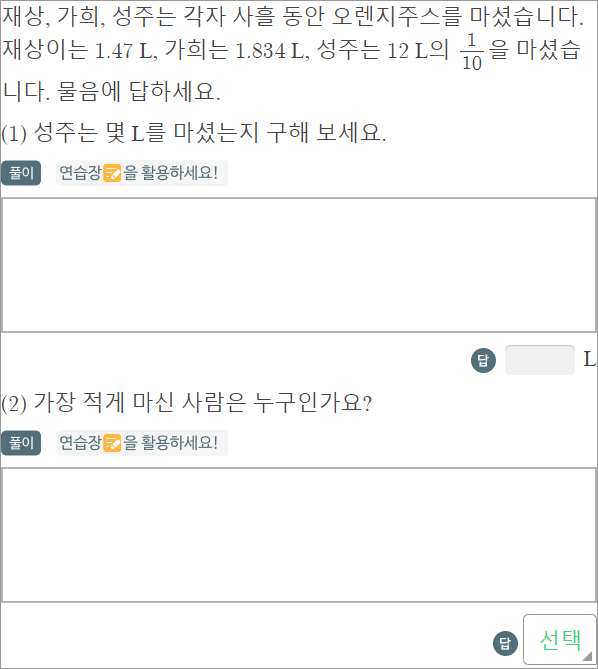 재상, 가희, 성주는 각자 사흘 동안 오렌지주스를 마셨습니다.
재상이는 1.47 L, 가희는 1.834 L, 성주는 12 L의 1/10을 마셨습
니다. 물음에 답하세요.
(1) 성주는 몇 L를 마셨는지 구해 보세요.
풀이 연습장을 활용하세요!
답 L
(2) 가장 적게 마신 사람은 누구인가요?
풀이 연습장을 활용하세요!
답 선택